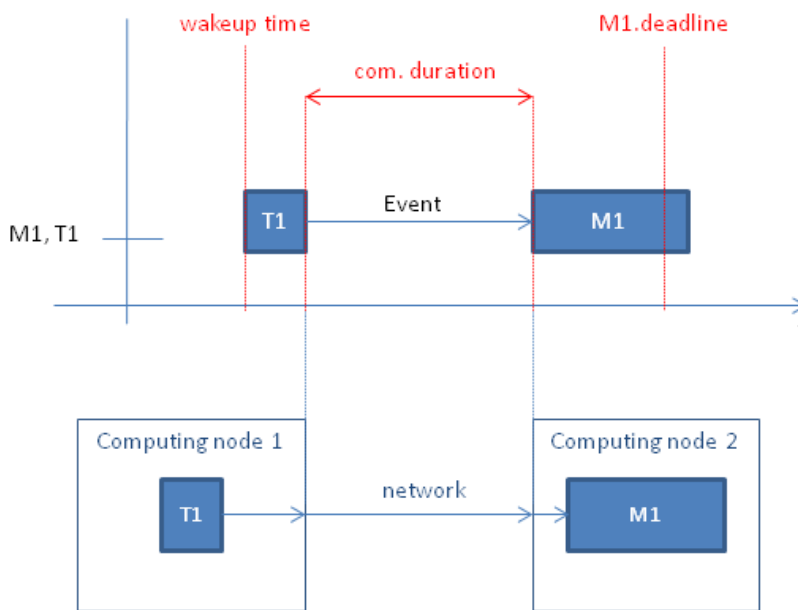 wakeup time
M1.deadline
com. duration
T1
Event
M1
M1, T1
Computing node 1
Computing node 2
T1
network
M1